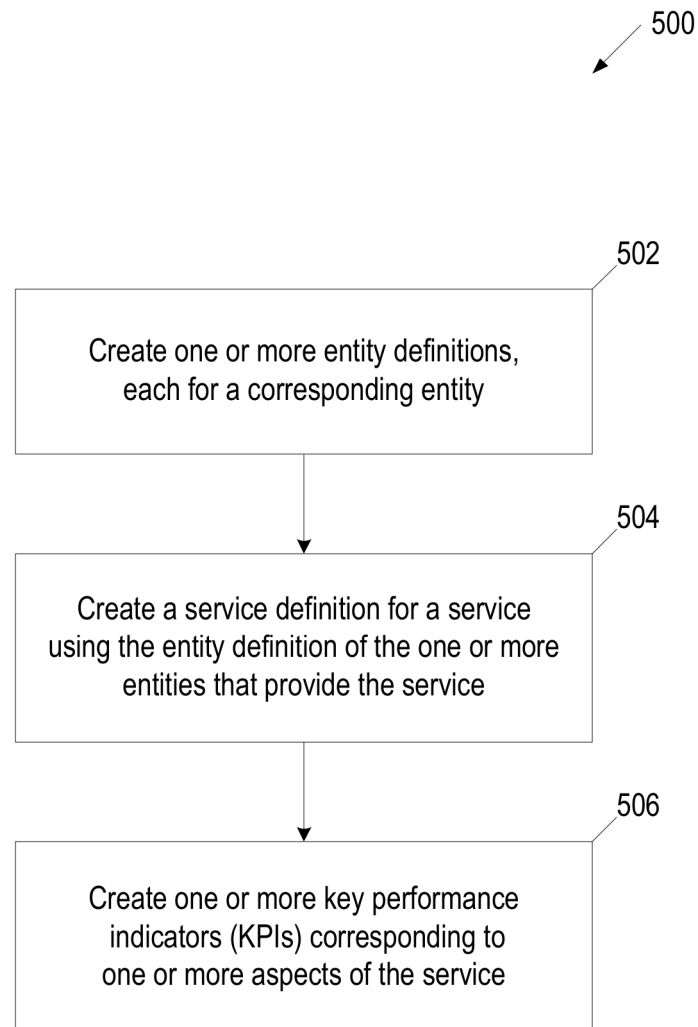 500
502
Create one or more entity definitions,
each for a corresponding entity
504
Create a service definition for a service
using the entity definition of the one or more
entities that provide the service
506
Create one or more key performance
indicators (KPIs) corresponding to
one or more aspects of the service